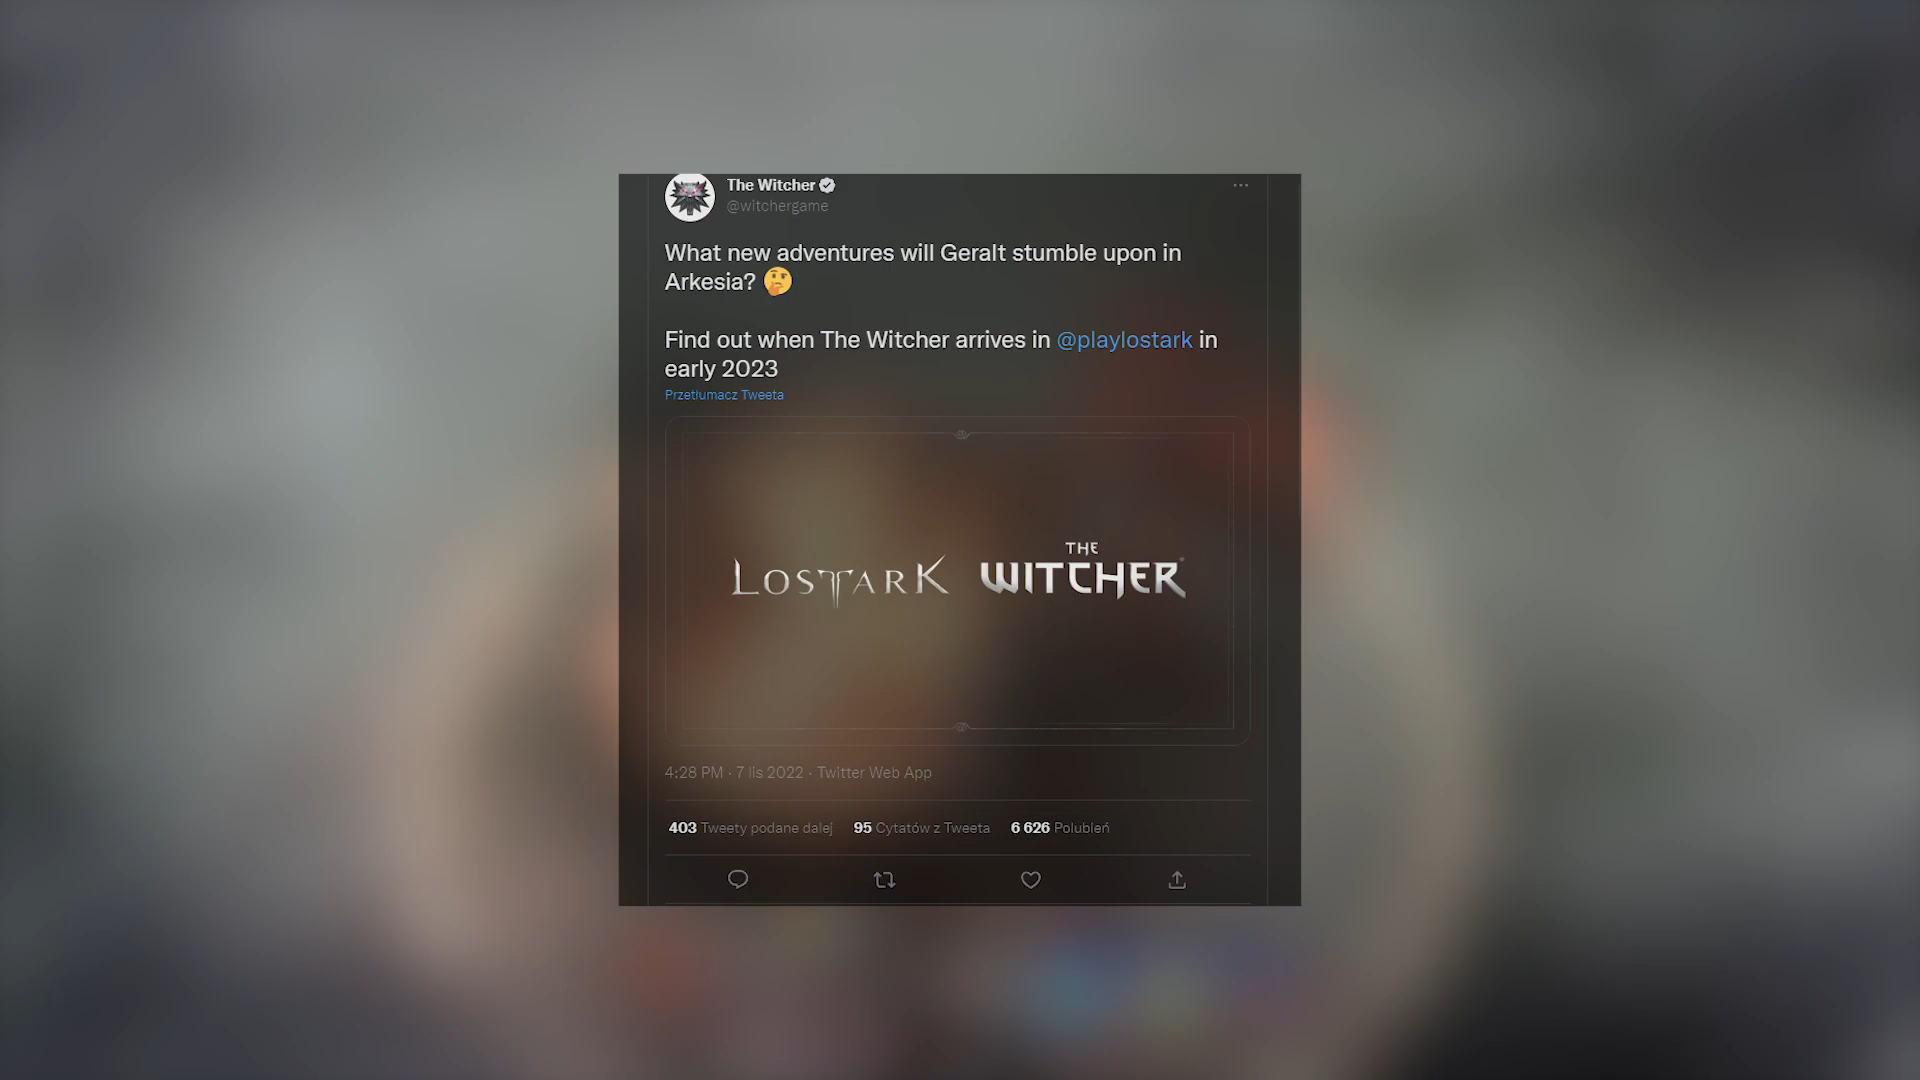 The Witcher
@witchergame
What new adventures will Geralt stumble upon in
Arkesia? 🤔
Find out when The Witcher arrives in @playlostark in
early 2023
Przetłumacz Tweeta
LOST ARK
THE
WITCHER
4:28 PM · 7 lis 2022 · Twitter Web App
403 Tweety podane dalej 95 Cytatów z Tweeta 6 626 Polubień